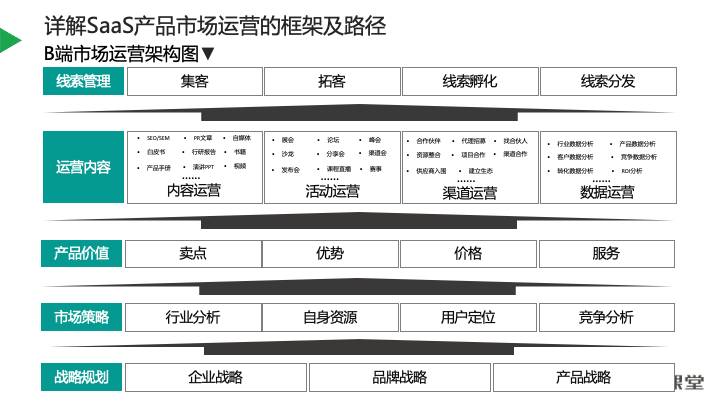 详解SaaS产品市场运营的框架及路径
B端市场运营架构图▼
线索管理 集客 拓客 线索孵化 线索分发
运营内容
• SEO/SEM • PR文章 • 自媒体
• 白皮书 • 行研报告 • 书籍
• 产品手册 • 演讲PPT • 视频
......
内容运营
• 展会 • 论坛 • 峰会
• 沙龙 • 分享会 • 渠道会
• 发布会 • 课程直播 • 赛事
......
活动运营
• 合作伙伴 • 代理招募 • 找合伙人
• 资源整合 • 项目合作 • 渠道合作
• 供应商入围 • 建立生态
......
渠道运营
• 行业数据分析 • 产品数据分析
• 客户数据分析 • 竞争数据分析
• 转化数据分析 • ROI分析
......
数据运营
产品价值 卖点 优势 价格 服务
市场策略 行业分析 自身资源 用户定位 竞争分析
战略规划 企业战略 品牌战略 产品战略
课堂